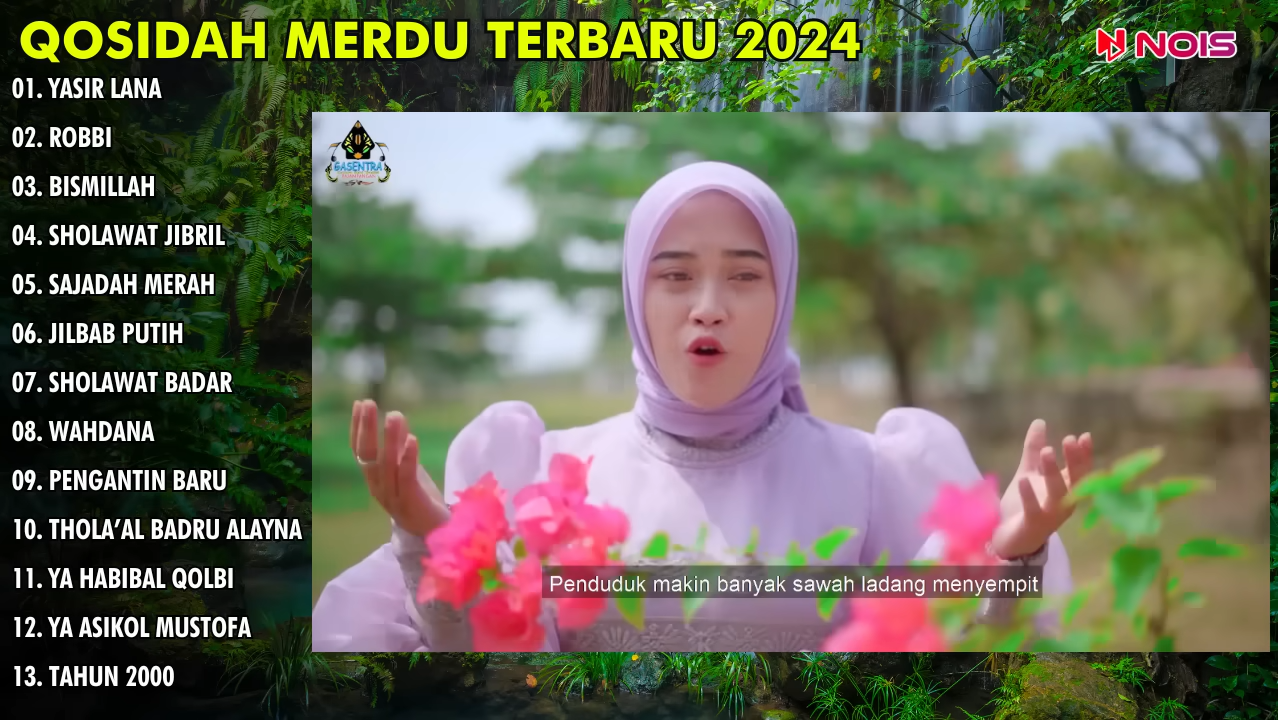 QOSIDAH MERDU TERBARU 2024
NOIS
01. YASIR LANA
02. ROBBI
03. BISMILLAH
04. SHOLAWAT JIBRIL
05. SAJADAH MERAH
06. JILBAB PUTIH
07. SHOLAWAT BADAR
08. WAHDANA
09. PENGANTIN BARU
10. THOLA’AL BADRU ALAYNA
11. YA HABIBAL QOLBI
12. YA ASIKOL MUSTOFA
13. TAHUN 2000
GASENTRA
Penduduk makin banyak sawah ladang menyempit